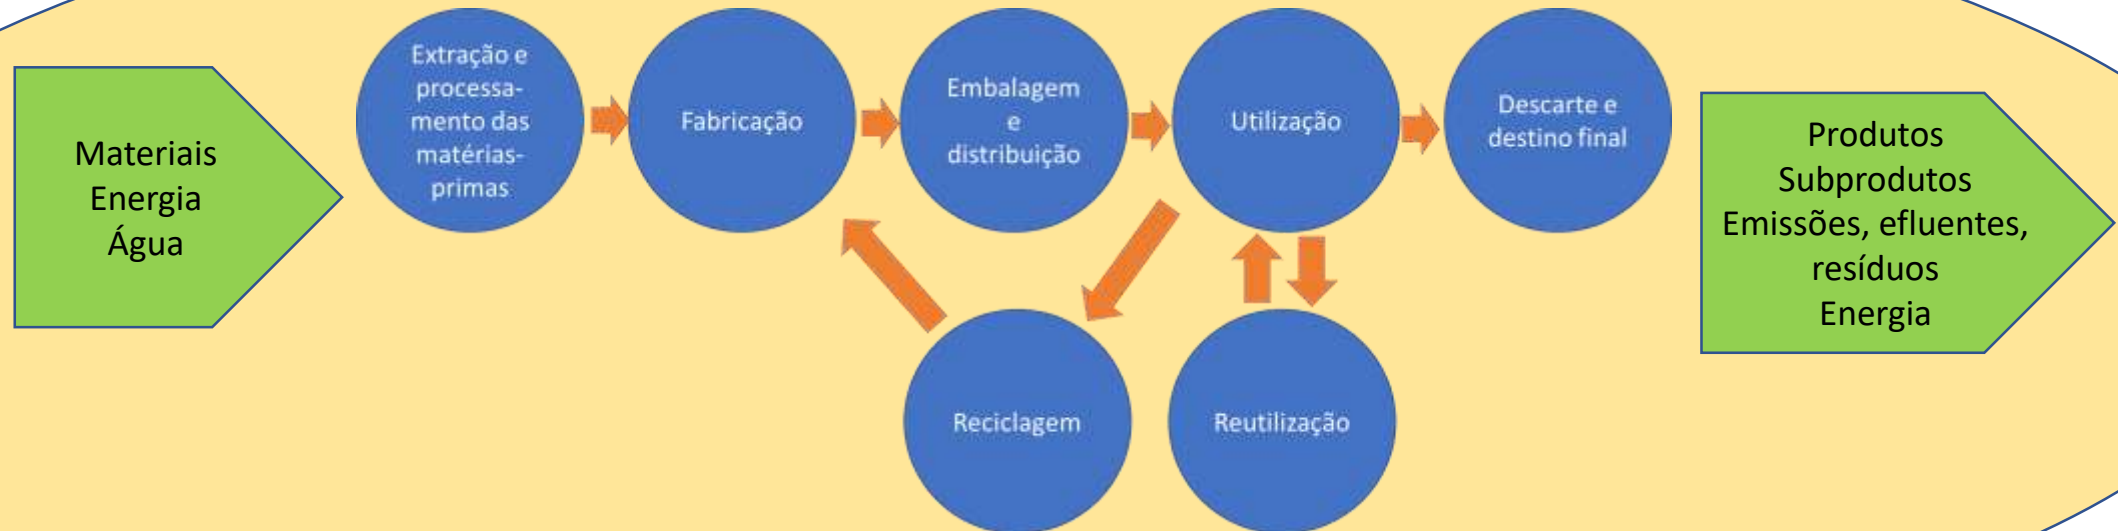 Materiais
Energia
Água
Extração e
processa-
mento das
matérias-
primas
Fabricação
Embalagem
e
distribuição
Utilização
Descarte e
destino final
Produtos
Subprodutos
Emissões, efluentes,
resíduos
Energia
Reciclagem
Reutilização